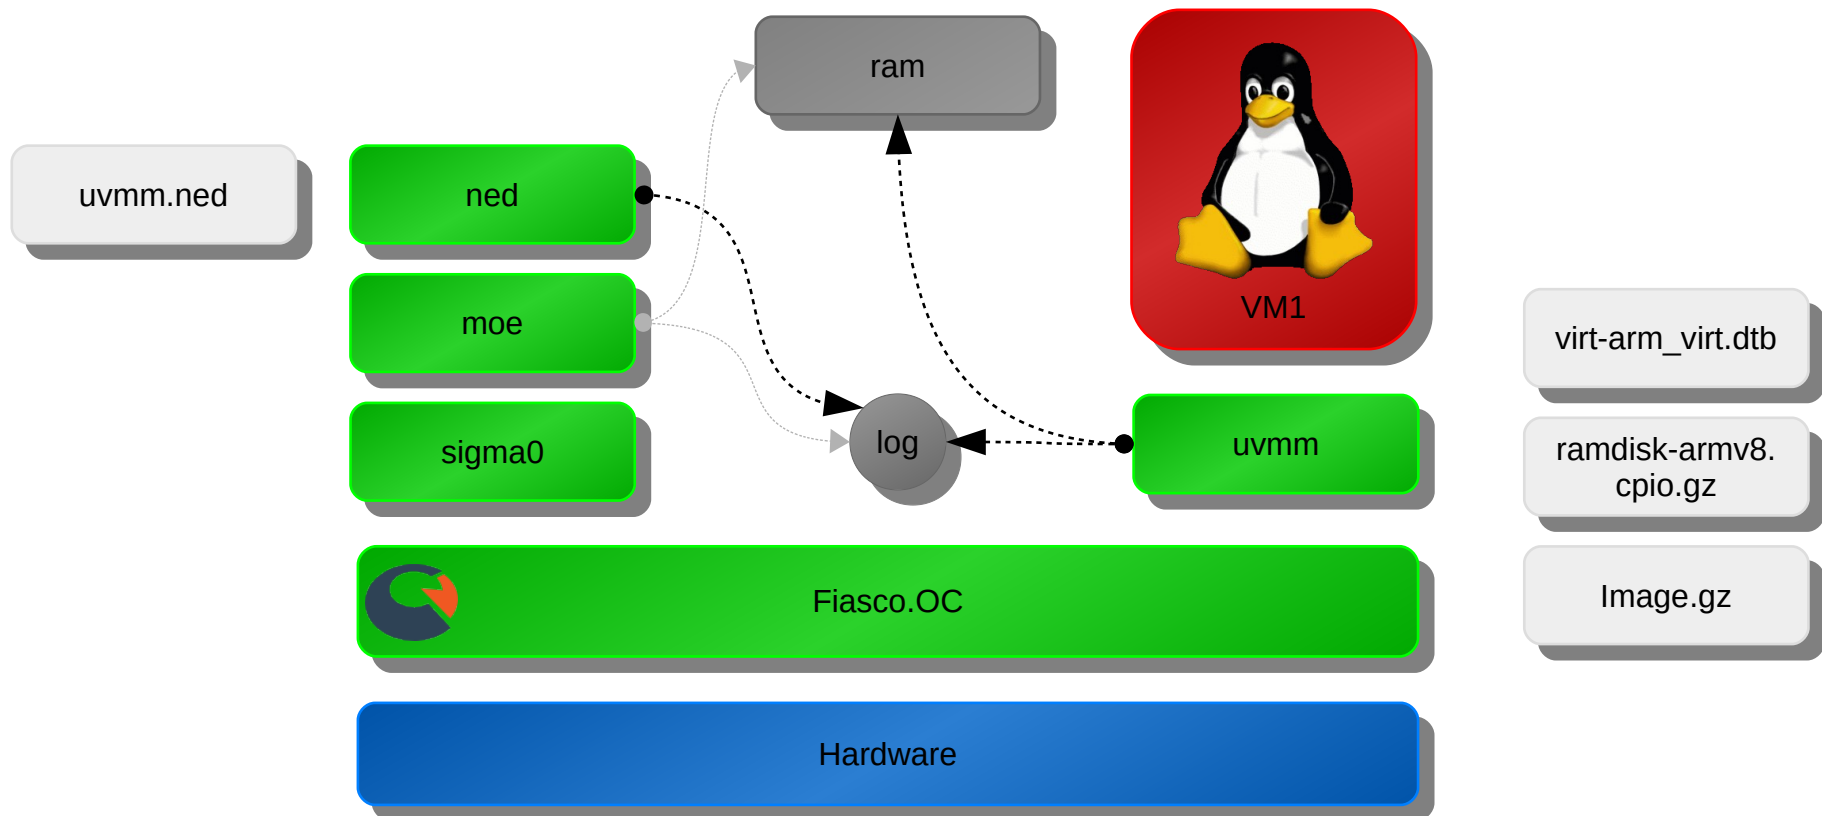 ram
uvmm.ned
ned
moe
VM1
virt-arm_virt.dtb
sigma0
log
uvmm
ramdisk-armv8.
cpio.gz
Fiasco.OC
Image.gz
Hardware